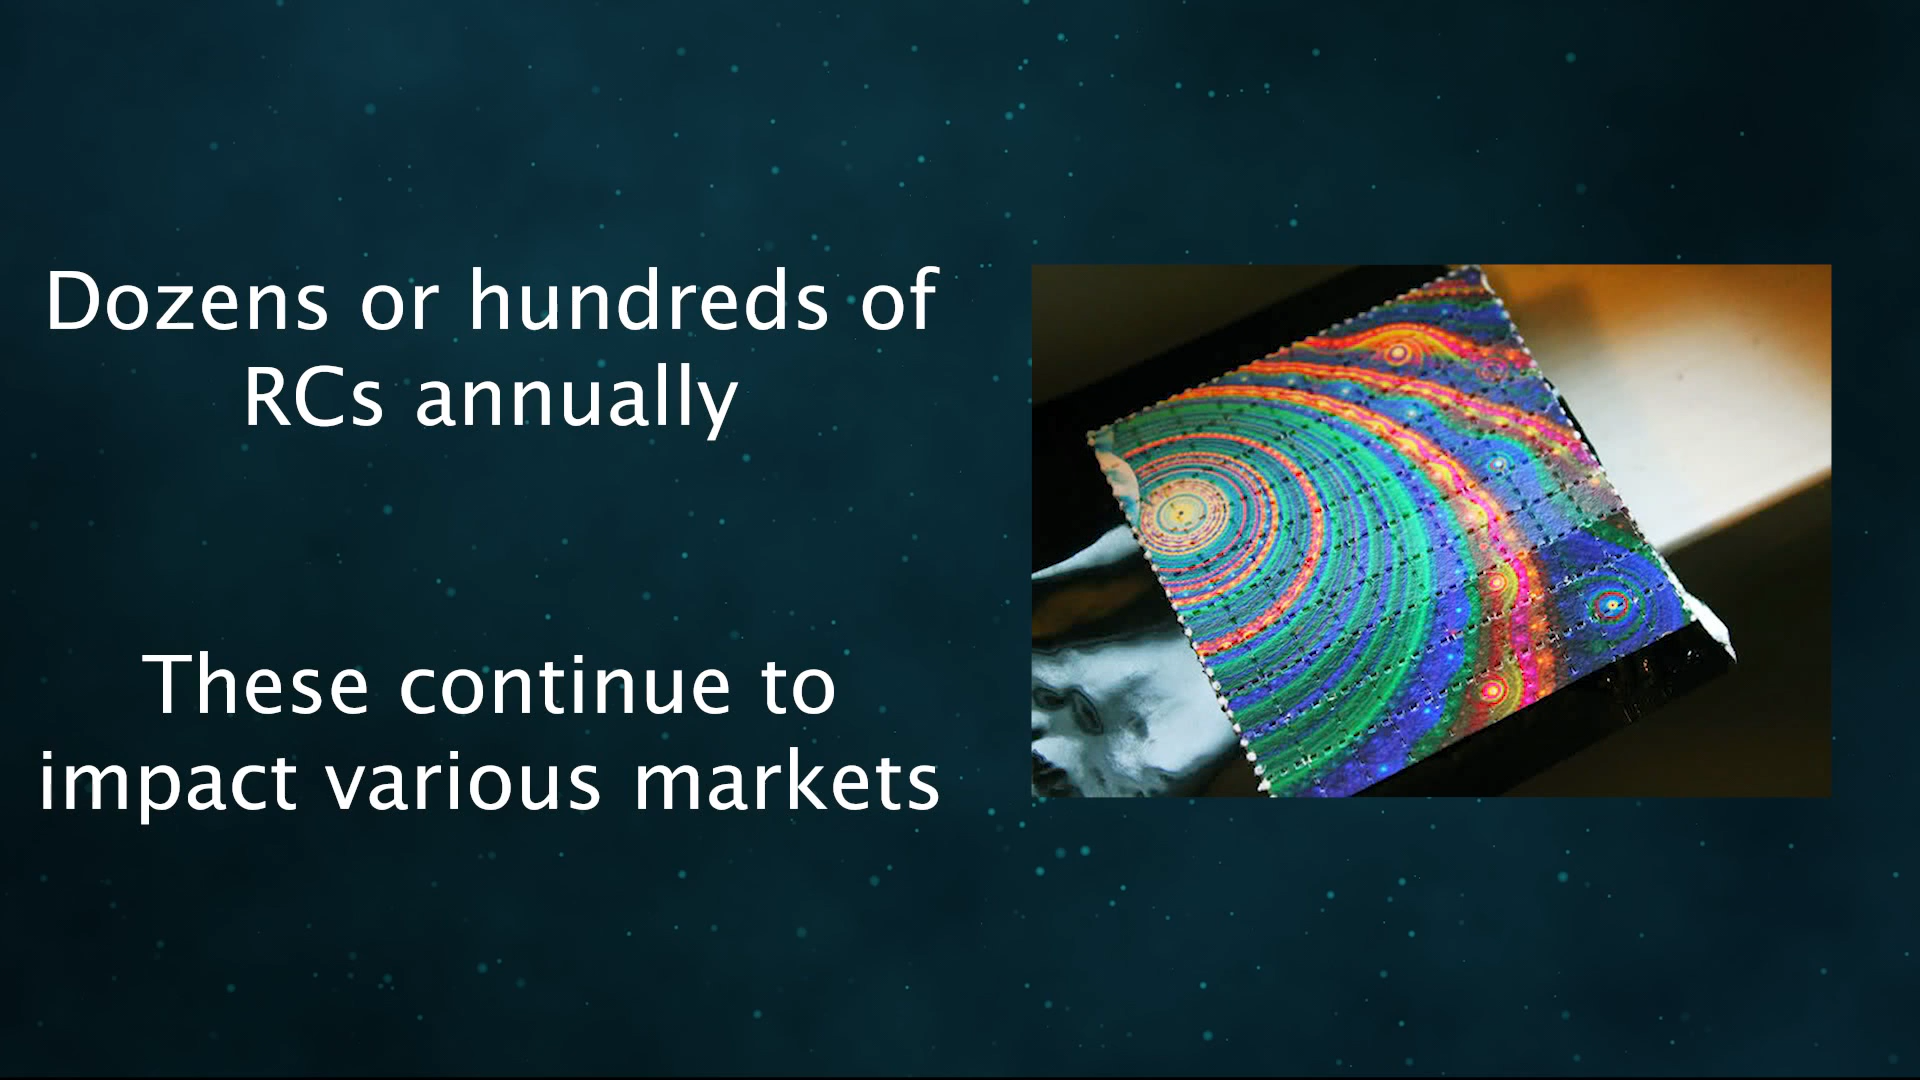 Dozens or hundreds of
RCs annually
These continue to
impact various markets